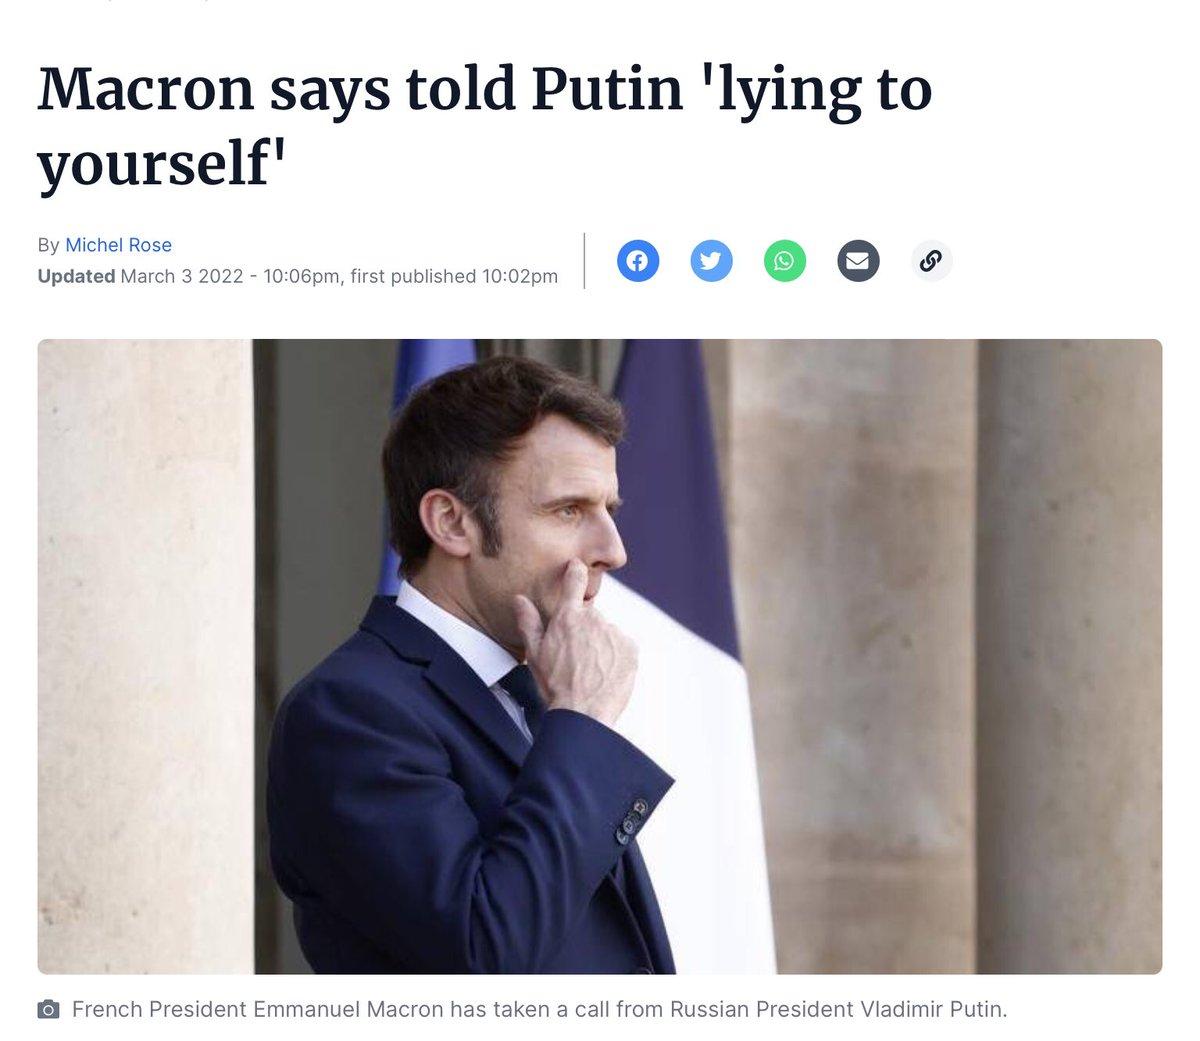 Macron says told Putin 'lying to
yourself'
By Michel Rose
Updated March 3 2022 - 10:06pm, first published 10:02pm
French President Emmanuel Macron has taken a call from Russian President Vladimir Putin.